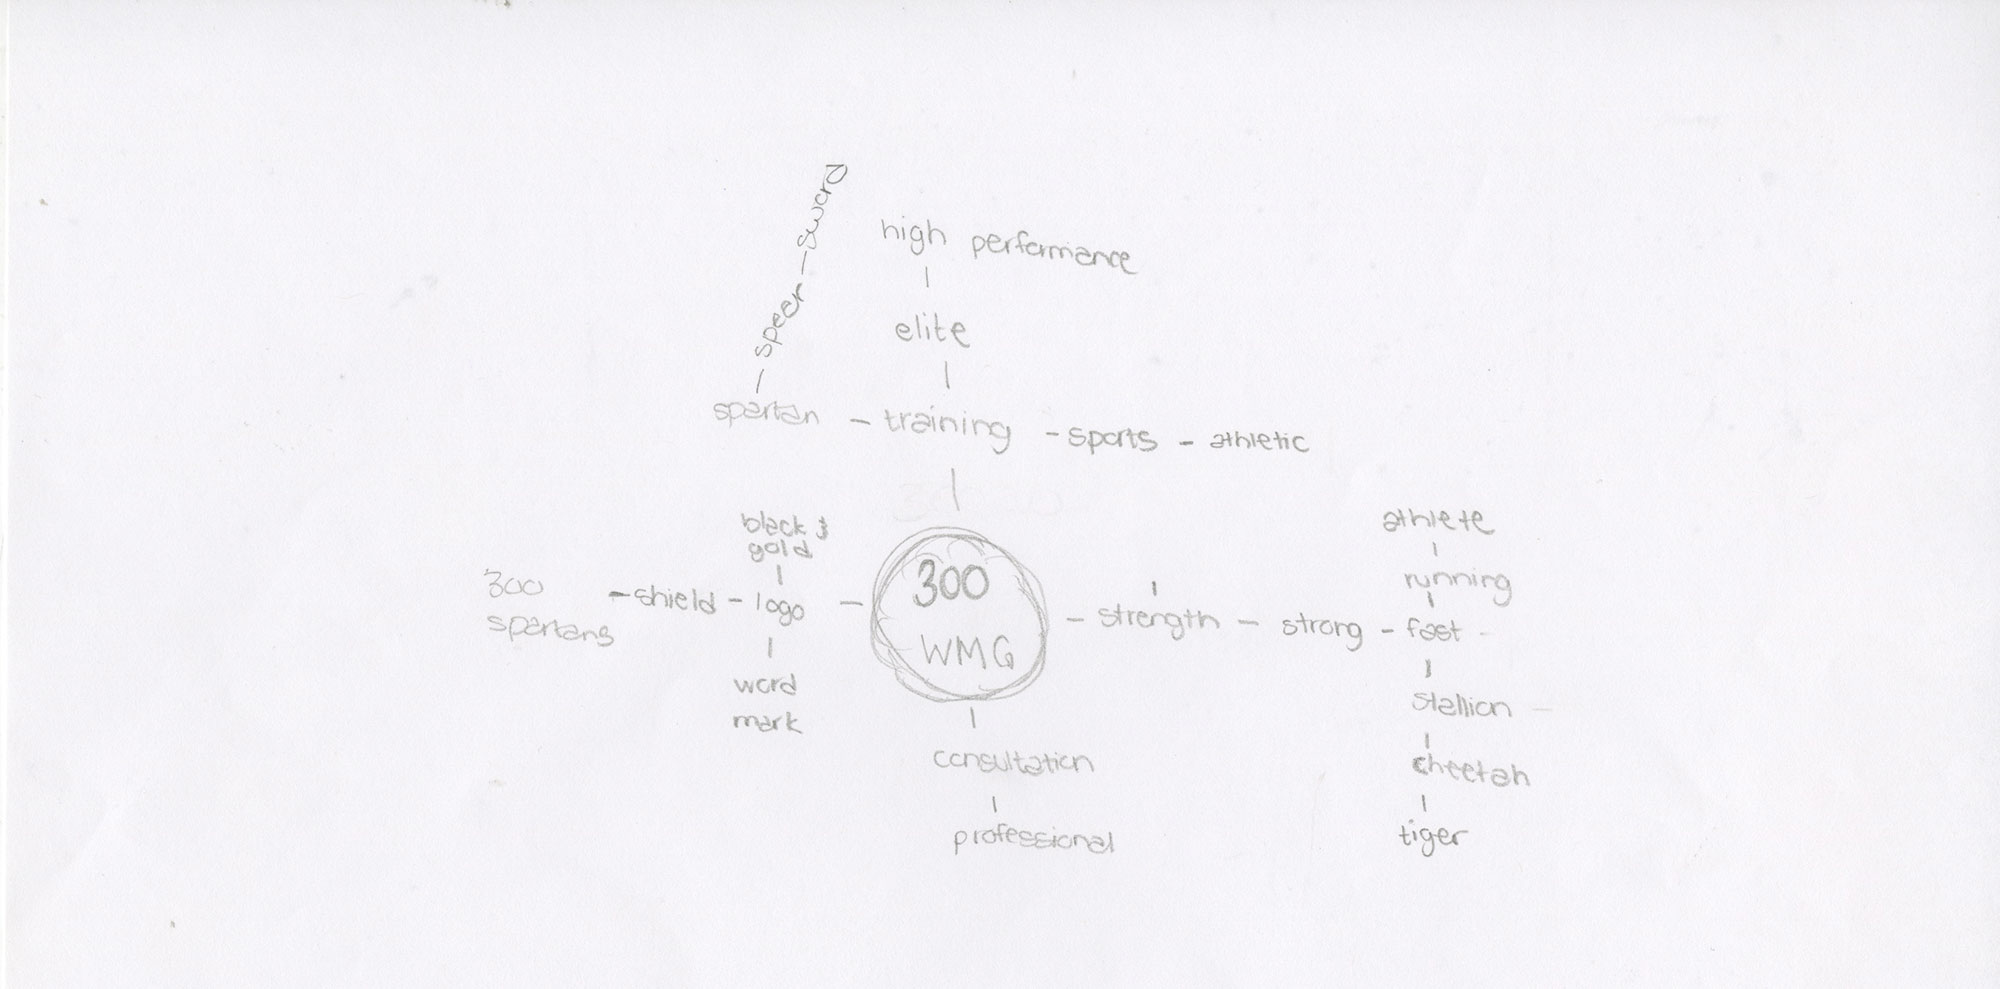 sword
speer
high performance
elite
spartan - training - sports - athletic
black &
gold
300
spartans
- shield - logo -
word
mark
300
WMG
- strength - strong - fast -
athlete
running
stallion -
cheetah
tiger
consultation
professional